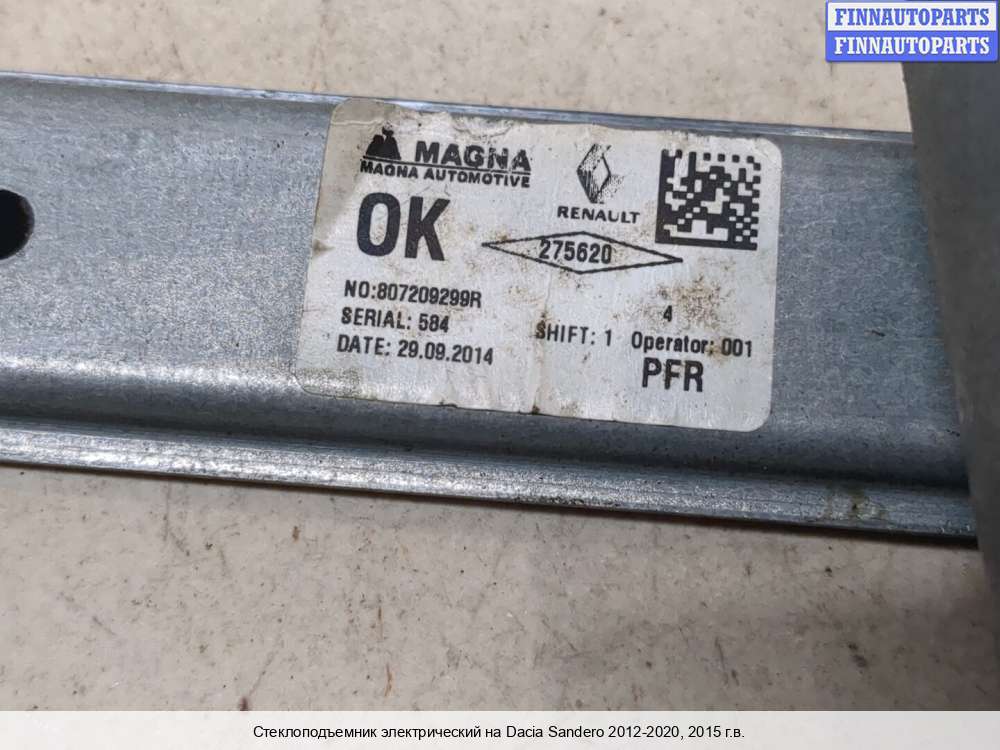 FINNAUTOPARTS
FINNAUTOPARTS
MAGNA
MAGNA AUTOMOTIVE
RENAULT
OK
275620
NO:807209299R
SERIAL: 584
DATE: 29.09.2014
SHIFT: 1
4
Operator: 001
PFR
Стеклоподъемник электрический на Dacia Sandero 2012-2020, 2015 г.в.